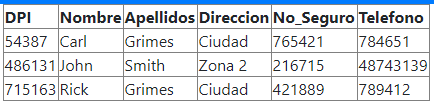 DPI Nombre Apellidos Direccion No_Seguro Telefono
54387 Carl Grimes Ciudad 765421 784651
486131 John Smith Zona 2 216715 48743139
715163 Rick Grimes Ciudad 421889 789412